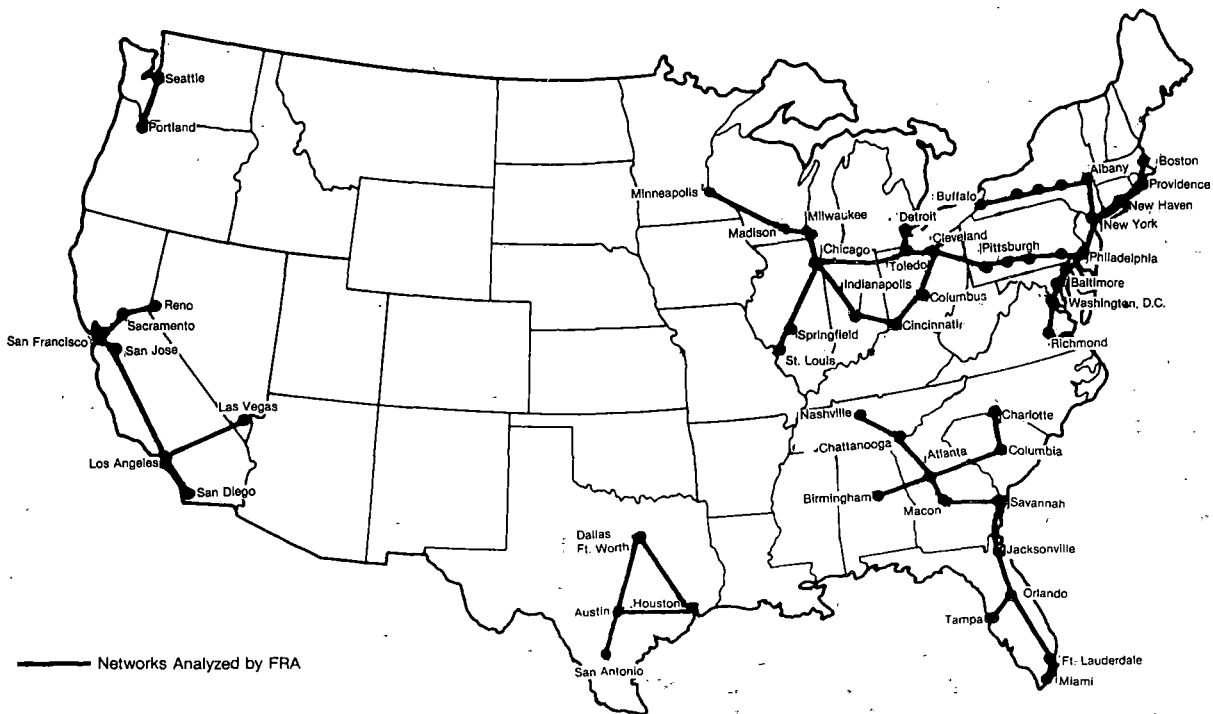 Seattle
Portland
Minneapolis
Madison
Milwaukee
Chicago
Detroit
Toledo
Cleveland
Buffalo
Albany
Boston
Providence
New Haven
New York
Pittsburgh
Philadelphia
Baltimore
Washington, D.C.
Richmond
Indianapolis
Columbus
Cincinnati
Springfield
St. Louis
Reno
Sacramento
San Francisco
San Jose
Las Vegas
Los Angeles
San Diego
Nashville
Chattanooga
Atlanta
Charlotte
Columbia
Birmingham
Macon
Savannah
Jacksonville
Orlando
Tampa
Ft. Lauderdale
Miami
Dallas
Ft. Worth
Austin
Houston
San Antonio
Networks Analyzed by FRA